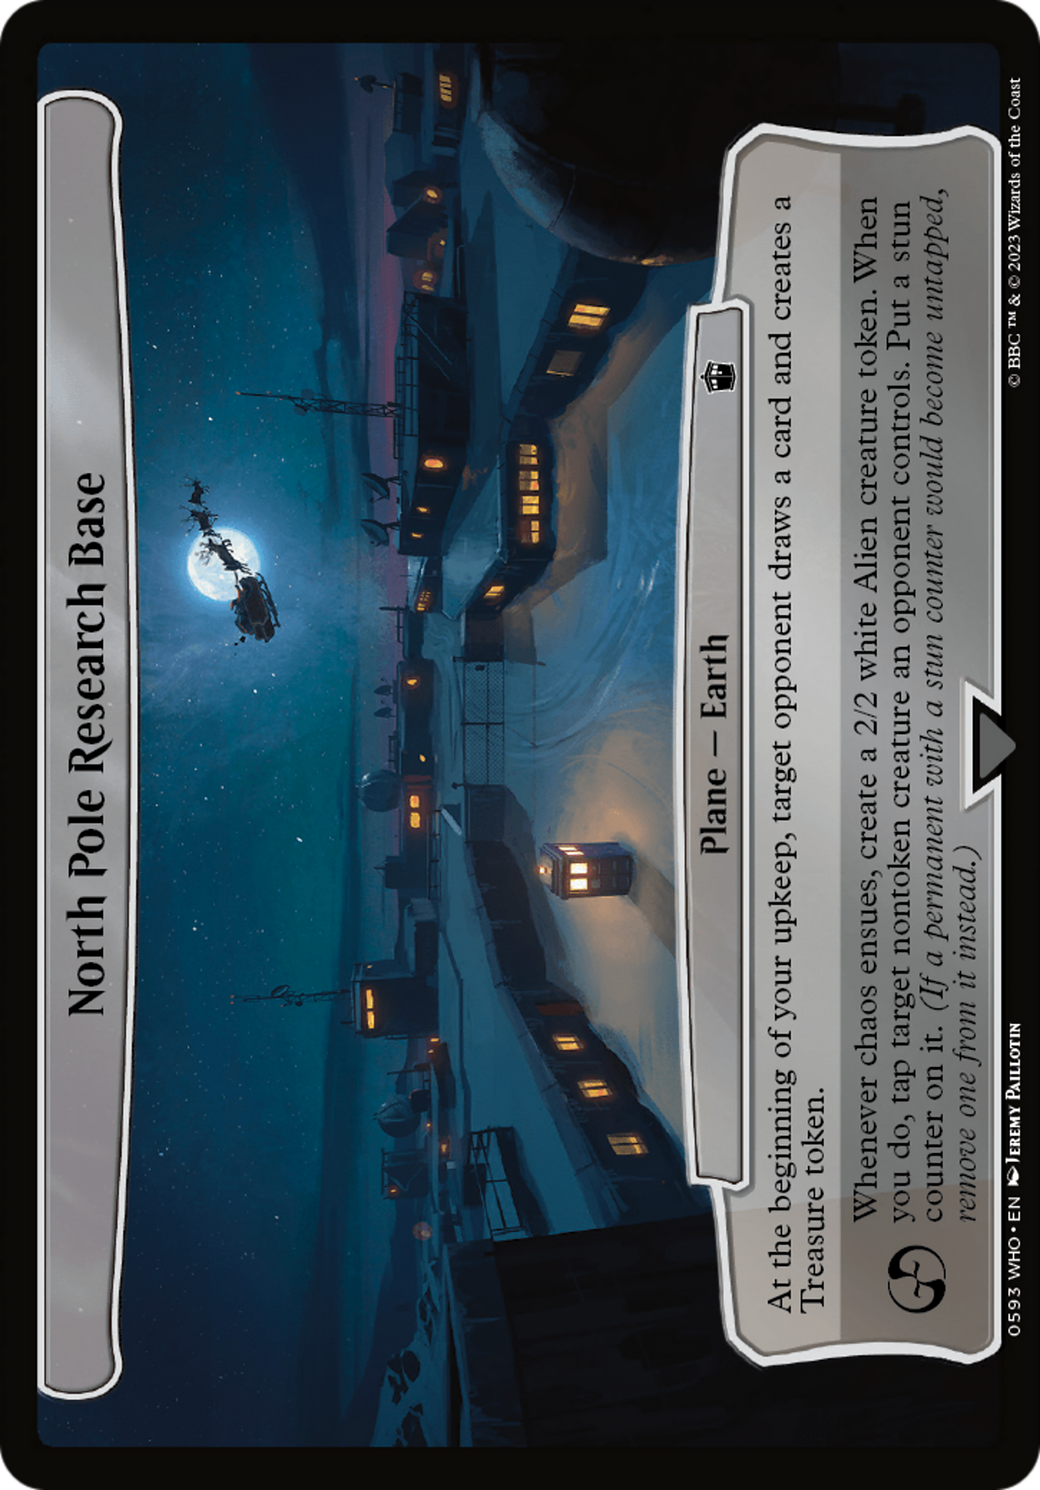 North Pole Research Base
Plane — Earth
At the beginning of your upkeep, target opponent draws a card and creates a
Treasure token.
Whenever chaos ensues, create a 2/2 white Alien creature token. When
you do, tap target nontoken creature an opponent controls. Put a stun
counter on it. (If a permanent with a stun counter would become untapped,
remove one from it instead.)
0593 WHO • EN JEREMY PAILLOTIN
© BBC ™ & © 2023 Wizards of the Coast